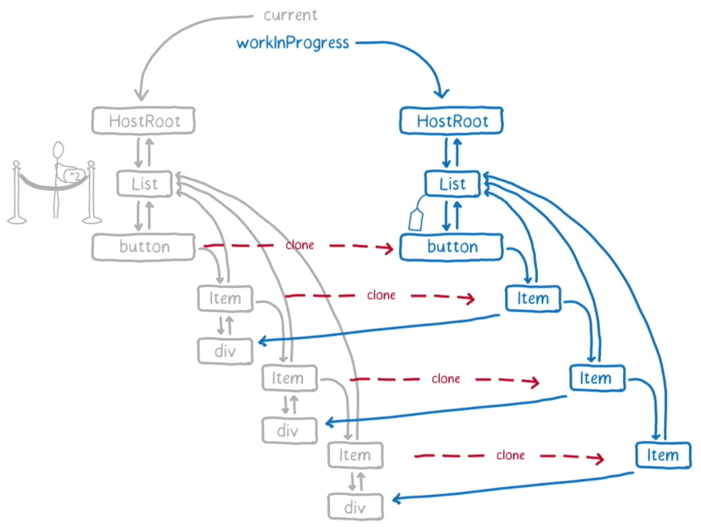 current
workInProgress
HostRoot
HostRoot
^2
List
List
button
clone
button
Item
clone
Item
div
Item
clone
Item
div
Item
clone
Item
div